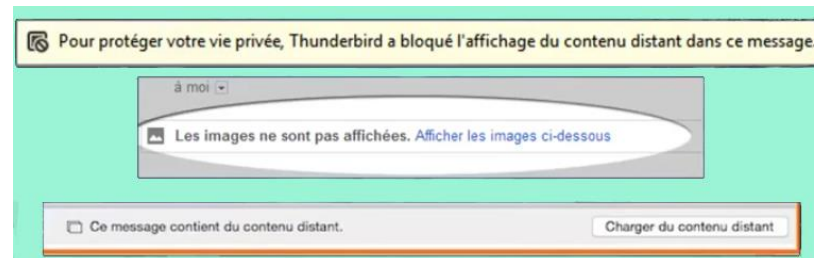 Pour protéger votre vie privée, Thunderbird a bloqué l'affichage du contenu distant dans ce message.
à moi
Les images ne sont pas affichées. Afficher les images ci-dessous
Ce message contient du contenu distant. Charger du contenu distant